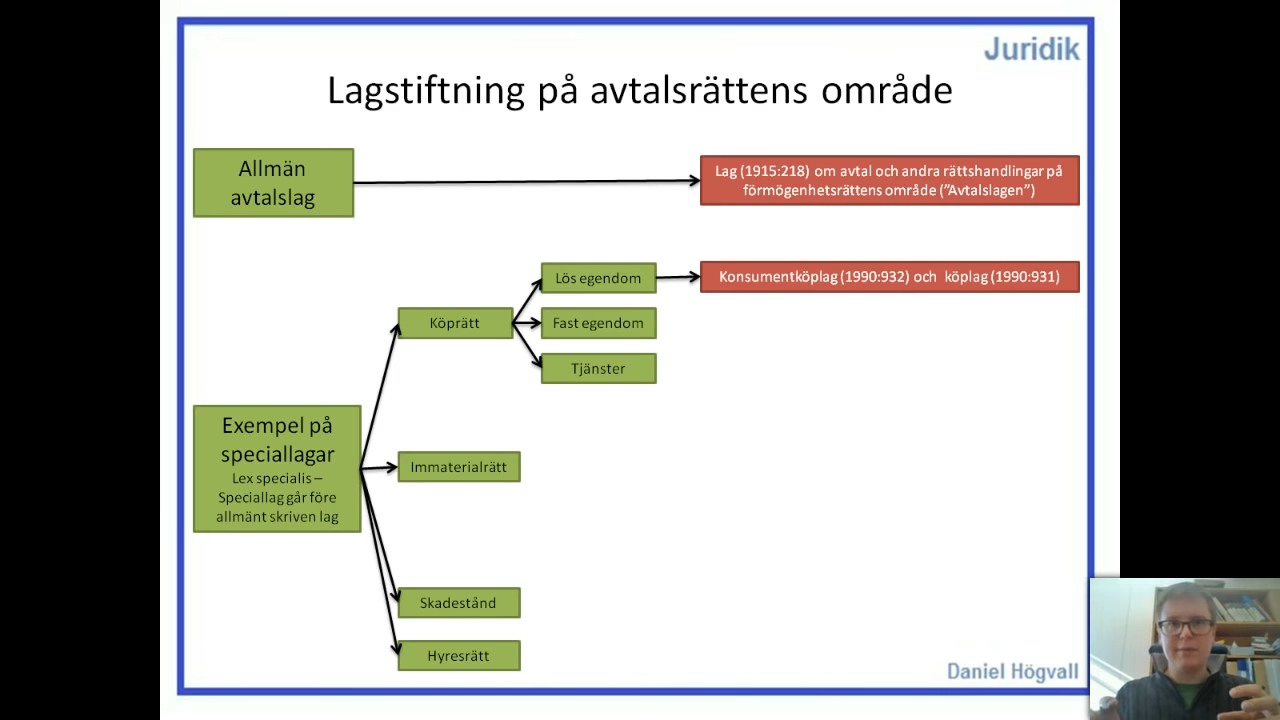 Juridik
Lagstiftning på avtalsrättens område
Allmän
avtalslag
Lag (1915:218) om avtal och andra rättshandlingar på
förmögenhetsrättens område (”Avtalslagen”)
Lös egendom
Konsumentköplag (1990:932) och köplag (1990:931)
Köprätt
Fast egendom
Tjänster
Exempel på
speciallagar
Lex specialis –
Speciallag går före
allmänt skriven lag
Immaterialrätt
Skadestånd
Hyresrätt
Daniel Högvall